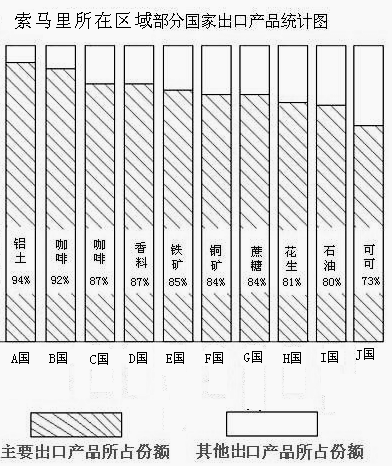 索马里所在区域部分国家出口产品统计图
铝土 咖啡 咖啡 香料 铁矿 铜矿 蔗糖 花生 石油 可可
94% 92% 87% 87% 85% 84% 84% 81% 80% 73%
A国 B国 C国 D国 E国 F国 G国 H国 I国 J国
主要出口产品所占份额 其他出口产品所占份额